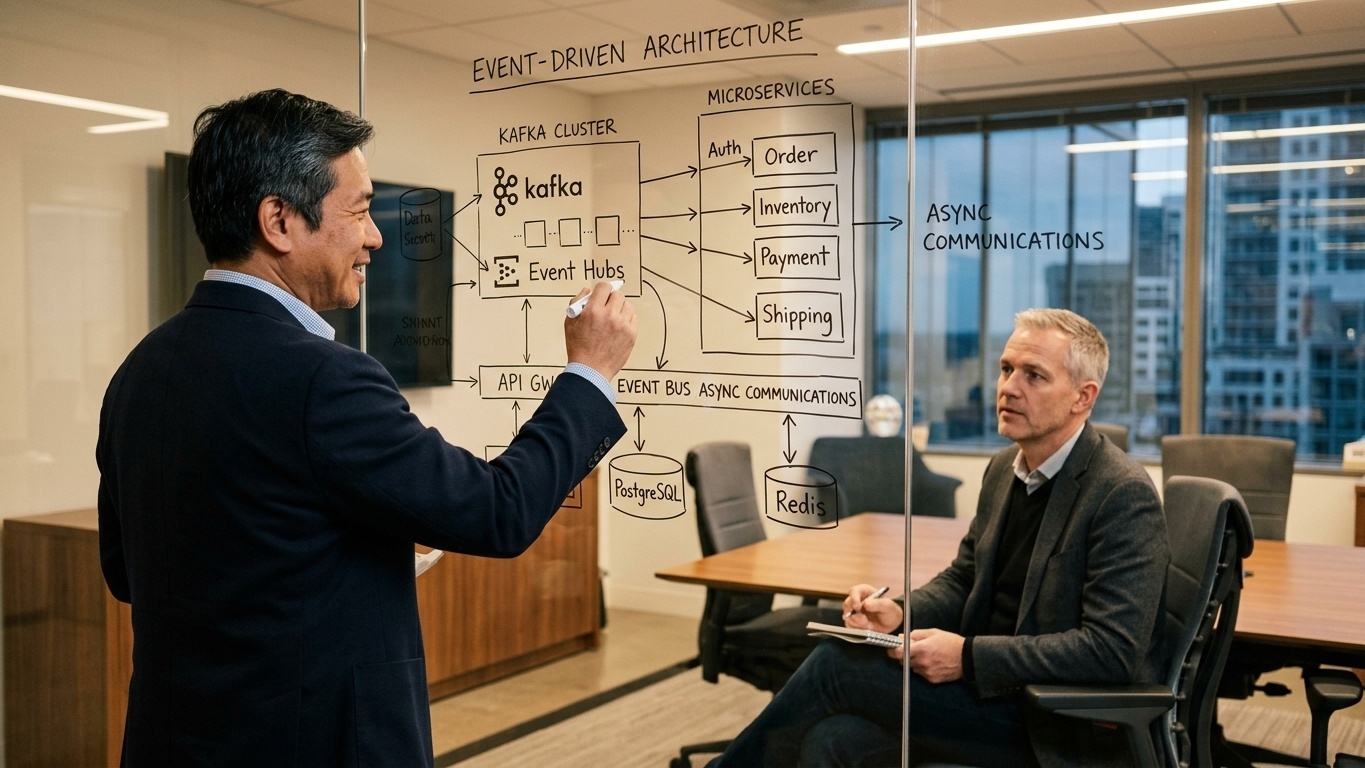 EVENT-DRIVEN ARCHITECTURE
MICROSERVICES
KAFKA CLUSTER
Auth
Order
kafka
Data
Inventory
ASYNC
COMMUNICATIONS
Payment
Event Hubs
Shipping
API GW
EVENT BUS ASYNC COMMUNICATIONS
PostgreSQL
Redis